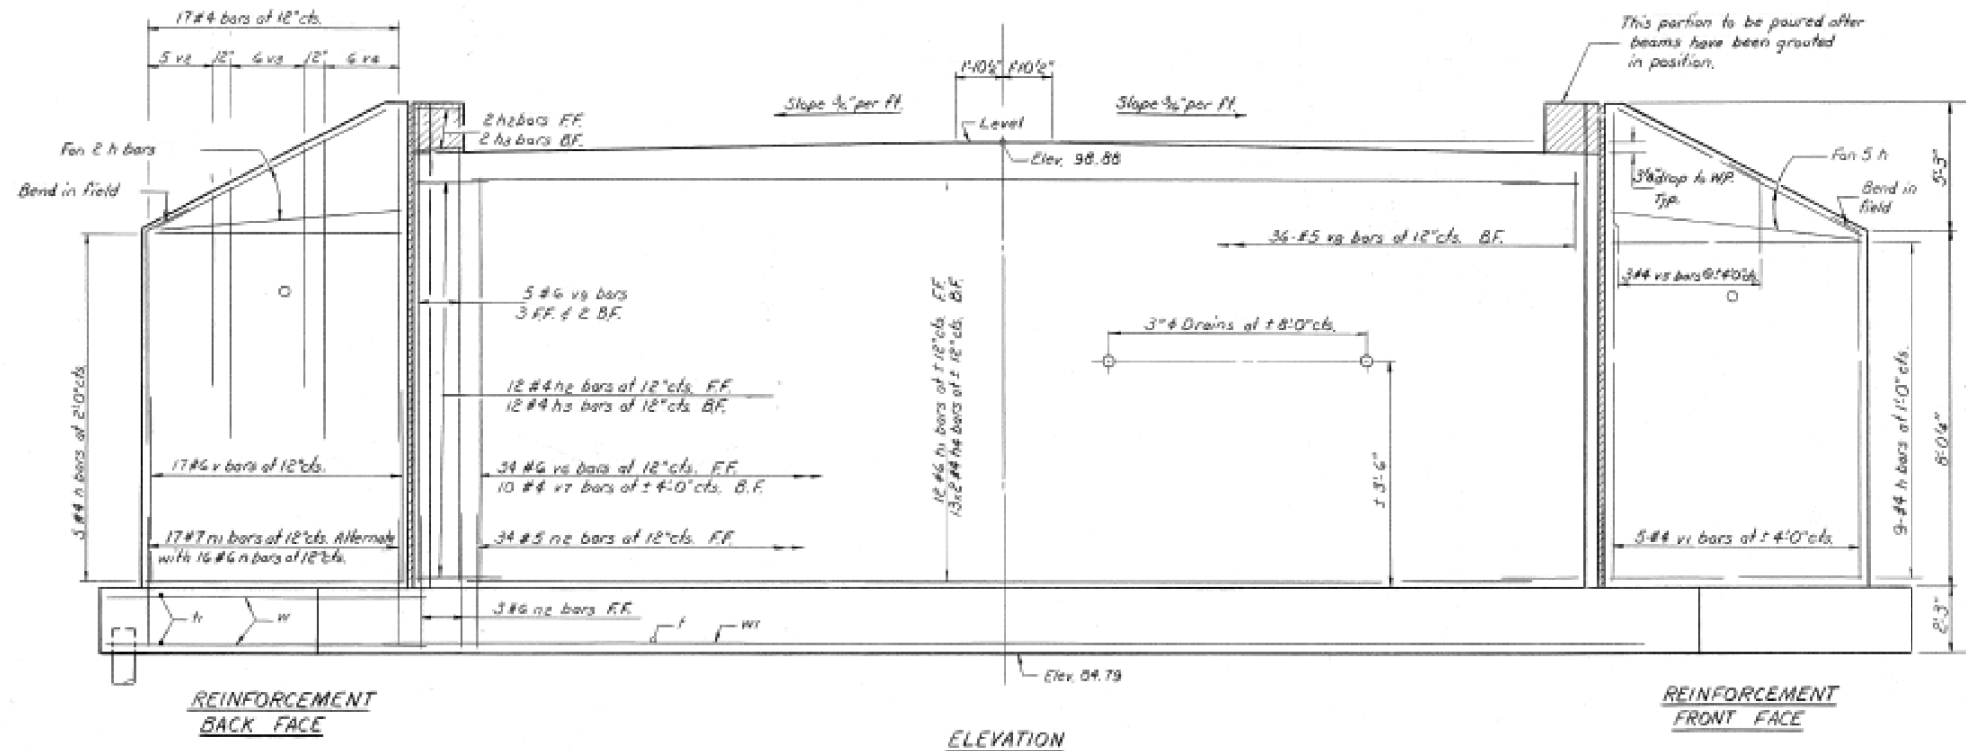 17 #4 bars at 12" cts.
5 v2 12" 6 v3 12" 6 v4
Fan 2 h bars
Bend in field
5 #4 h bars at 2'0" cts.
17 #6 v bars at 12" cts.
17 #7 n1 bars at 12" cts. Alternate
with 16 #6 n bars at 12" cts.
2 h2 bars F.F.
2 h3 bars B.F.
Slope per ft.
1'-10½" 1'-10½"
Level
Elev. 98.88
Slope per ft.
This portion to be poured after
beams have been grouted
in position.
drop to W.P.
Typ.
Fan 5 h
Bend in
field
5'-3"
36-#5 v8 bars at 12" cts. B.F.
3 #4 v5 bars @ ± 4'0" cts.
5 #6 v9 bars
3 F.F. & 2 B.F.
12 #4 h2 bars at 12" cts. F.F.
12 #4 h3 bars at 12" cts. B.F.
34 #6 v6 bars at 12" cts. F.F.
10 #4 v7 bars at ± 4'-0" cts. B.F.
34 #5 n2 bars at 12" cts. F.F.
12 #6 h1 bars at ± 12" cts. F.F.
13x2 #4 h4 bars at ± 12" cts. B.F.
3" ϕ Drains at ± 8'-0" cts.
± 3'-6"
9-#4 h bars at 1'-0" cts.
5-#4 v1 bars at ± 4'-0" cts.
2'-3"
3 #6 n2 bars F.F.
t1 w
t w1
Elev. 84.79
REINFORCEMENT
BACK FACE
ELEVATION
REINFORCEMENT
FRONT FACE